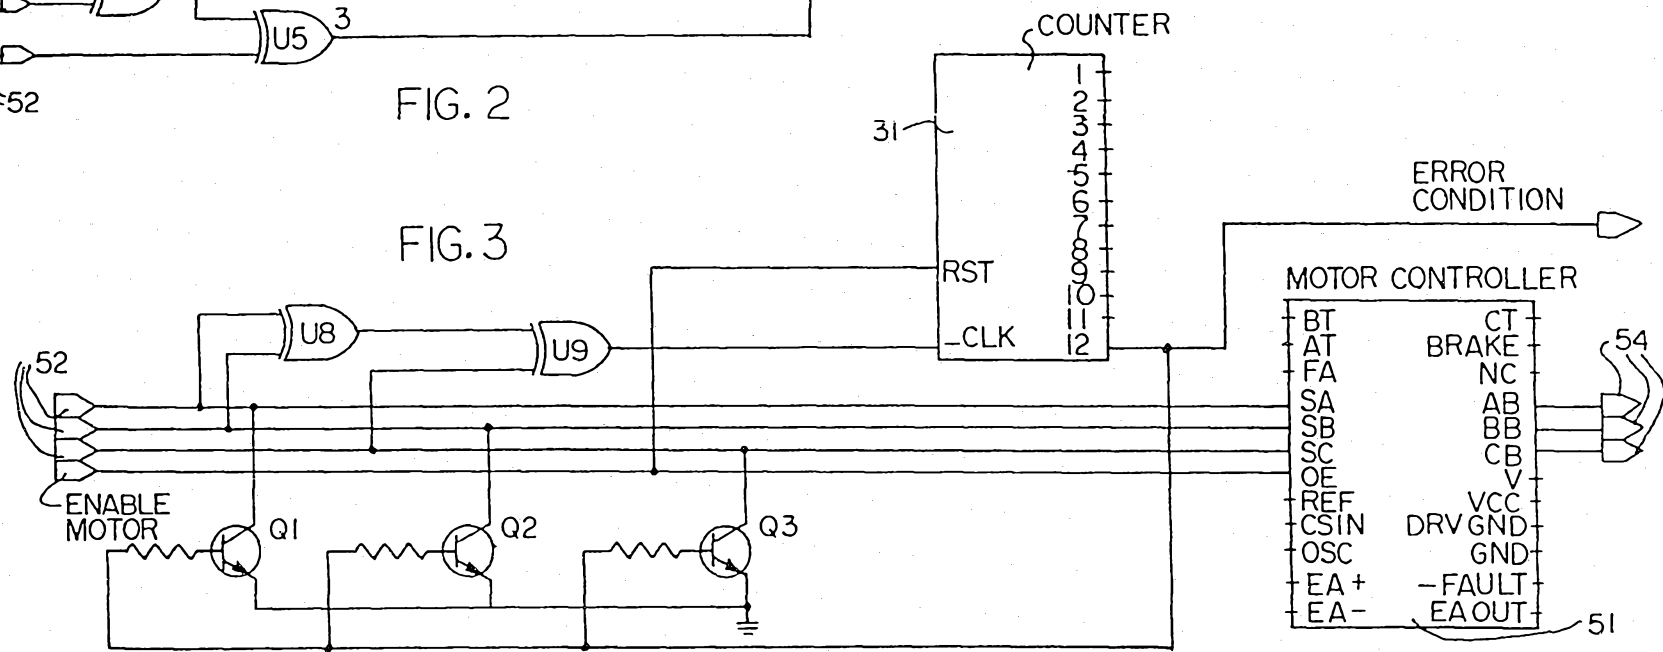 3
U5
52
FIG. 2
COUNTER
31
1
2
3
4
5
6
7
8
9
10
11
12
RST
-CLK
ERROR
CONDITION
FIG. 3
U8
U9
52
ENABLE
MOTOR
Q1
Q2
Q3
MOTOR CONTROLLER
BT
AT
FA
SA
SB
SC
OE
REF
CSIN
OSC
EA+
EA-
CT
BRAKE
NC
AB
BB
CB
V
VCC
DRV GND
GND
-FAULT
EAOUT
54
51